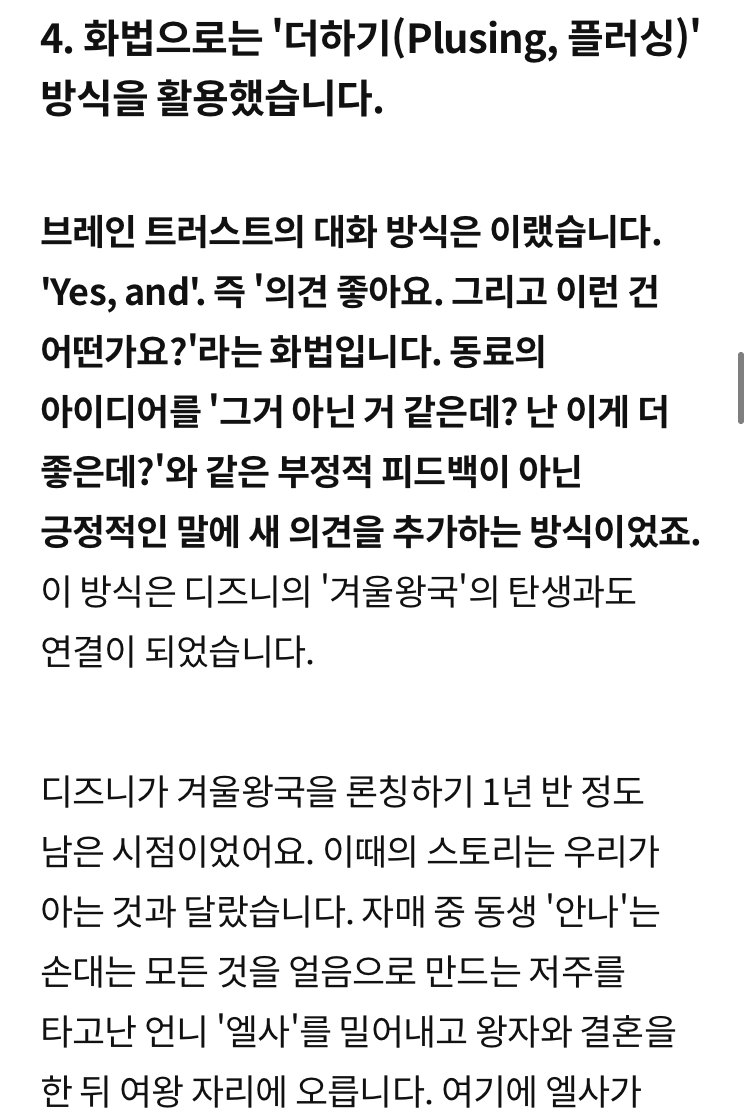 4. 화법으로는 '더하기(Plusing, 플러싱)'
방식을 활용했습니다.
브레인 트러스트의 대화 방식은 이랬습니다.
'Yes, and'. 즉 '의견 좋아요. 그리고 이런 건
어떤가요?'라는 화법입니다. 동료의
아이디어를 '그거 아닌 거 같은데? 난 이게 더
좋은데?'와 같은 부정적 피드백이 아닌
긍정적인 말에 새 의견을 추가하는 방식이었죠.
이 방식은 디즈니의 '겨울왕국'의 탄생과도
연결이 되었습니다.
디즈니가 겨울왕국을 론칭하기 1년 반 정도
남은 시점이었어요. 이때의 스토리는 우리가
아는 것과 달랐습니다. 자매 중 동생 '안나'는
손대는 모든 것을 얼음으로 만드는 저주를
타고난 언니 '엘사'를 밀어내고 왕자와 결혼을
한 뒤 여왕 자리에 오릅니다. 여기에 엘사가